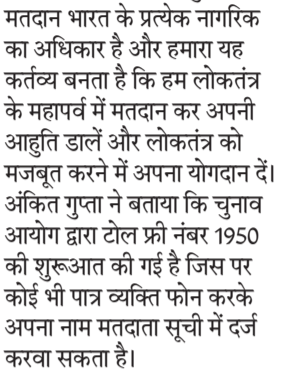 मतदान भारत के प्रत्येक नागरिक
का अधिकार है और हमारा यह
कर्तव्य बनता है कि हम लोकतंत्र
के महापर्व में मतदान कर अपनी
आहुति डालें और लोकतंत्र को
मजबूत करने में अपना योगदान दें।
अंकित गुप्ता ने बताया कि चुनाव
आयोग द्वारा टोल फ्री नंबर 1950
की शुरूआत की गई है जिस पर
कोई भी पात्र व्यक्ति फोन करके
अपना नाम मतदाता सूची में दर्ज
करवा सकता है।